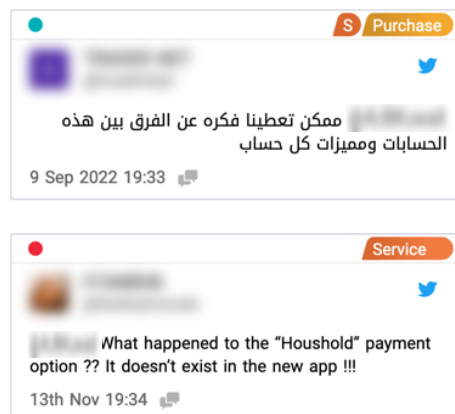 S Purchase
ممكن تعطينا فكره عن الفرق بين هذه
الحسابات ومميزات كل حساب
9 Sep 2022 19:33
Service
What happened to the “Houshold” payment
option ?? It doesn’t exist in the new app !!!
13th Nov 19:34